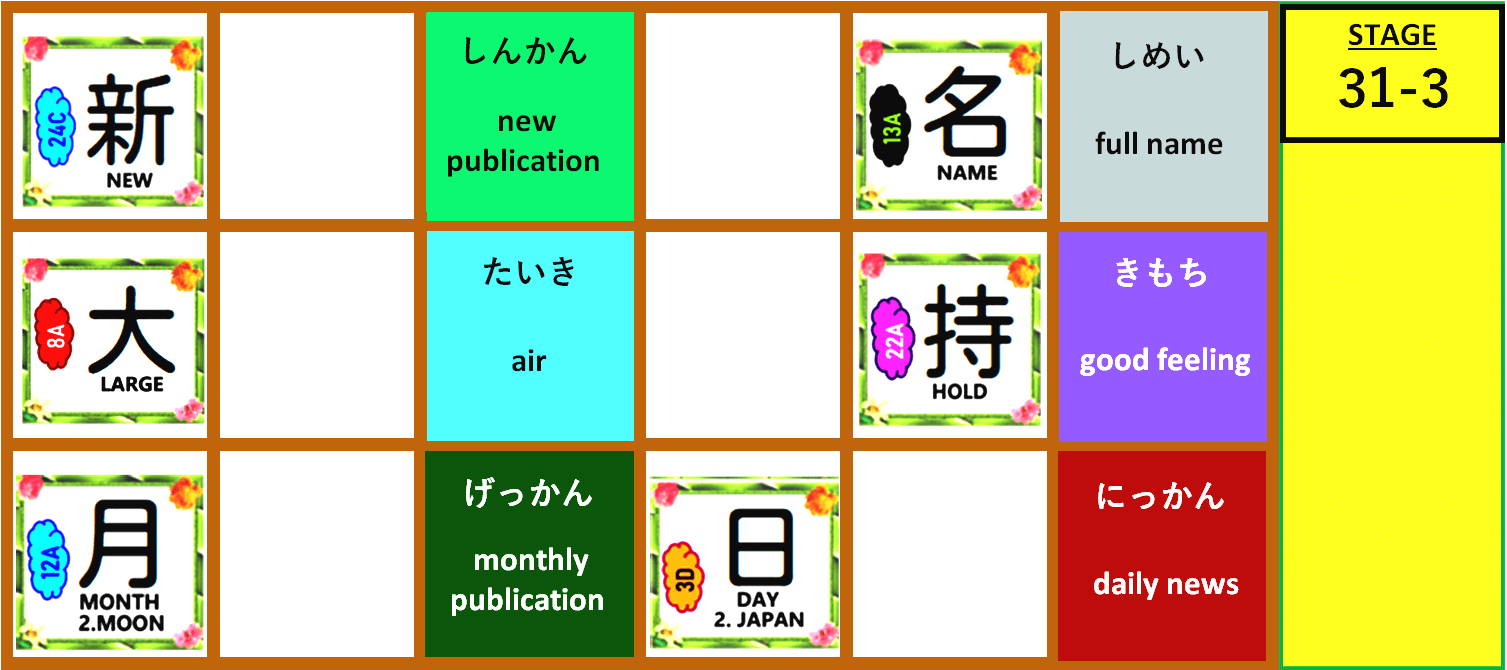 24C
新
NEW
しんかん
new
publication
13A
名
NAME
しめい
full name
STAGE
31-3
8A
大
LARGE
たいき
air
22A
持
HOLD
きもち
good feeling
12A
月
MONTH
2.MOON
げっかん
monthly
publication
3D
日
DAY
2. JAPAN
にっかん
daily news